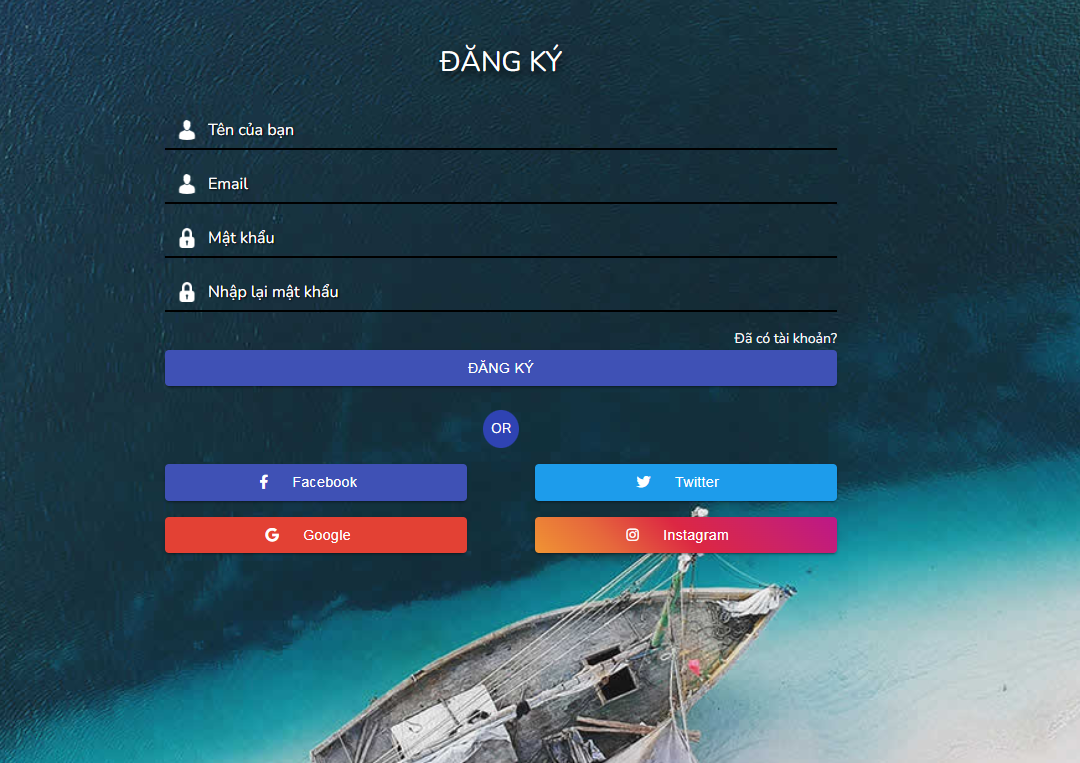 ĐĂNG KÝ
Tên của bạn
Email
Mật khẩu
Nhập lại mật khẩu
Đã có tài khoản?
ĐĂNG KÝ
OR
Facebook
Twitter
Google
Instagram